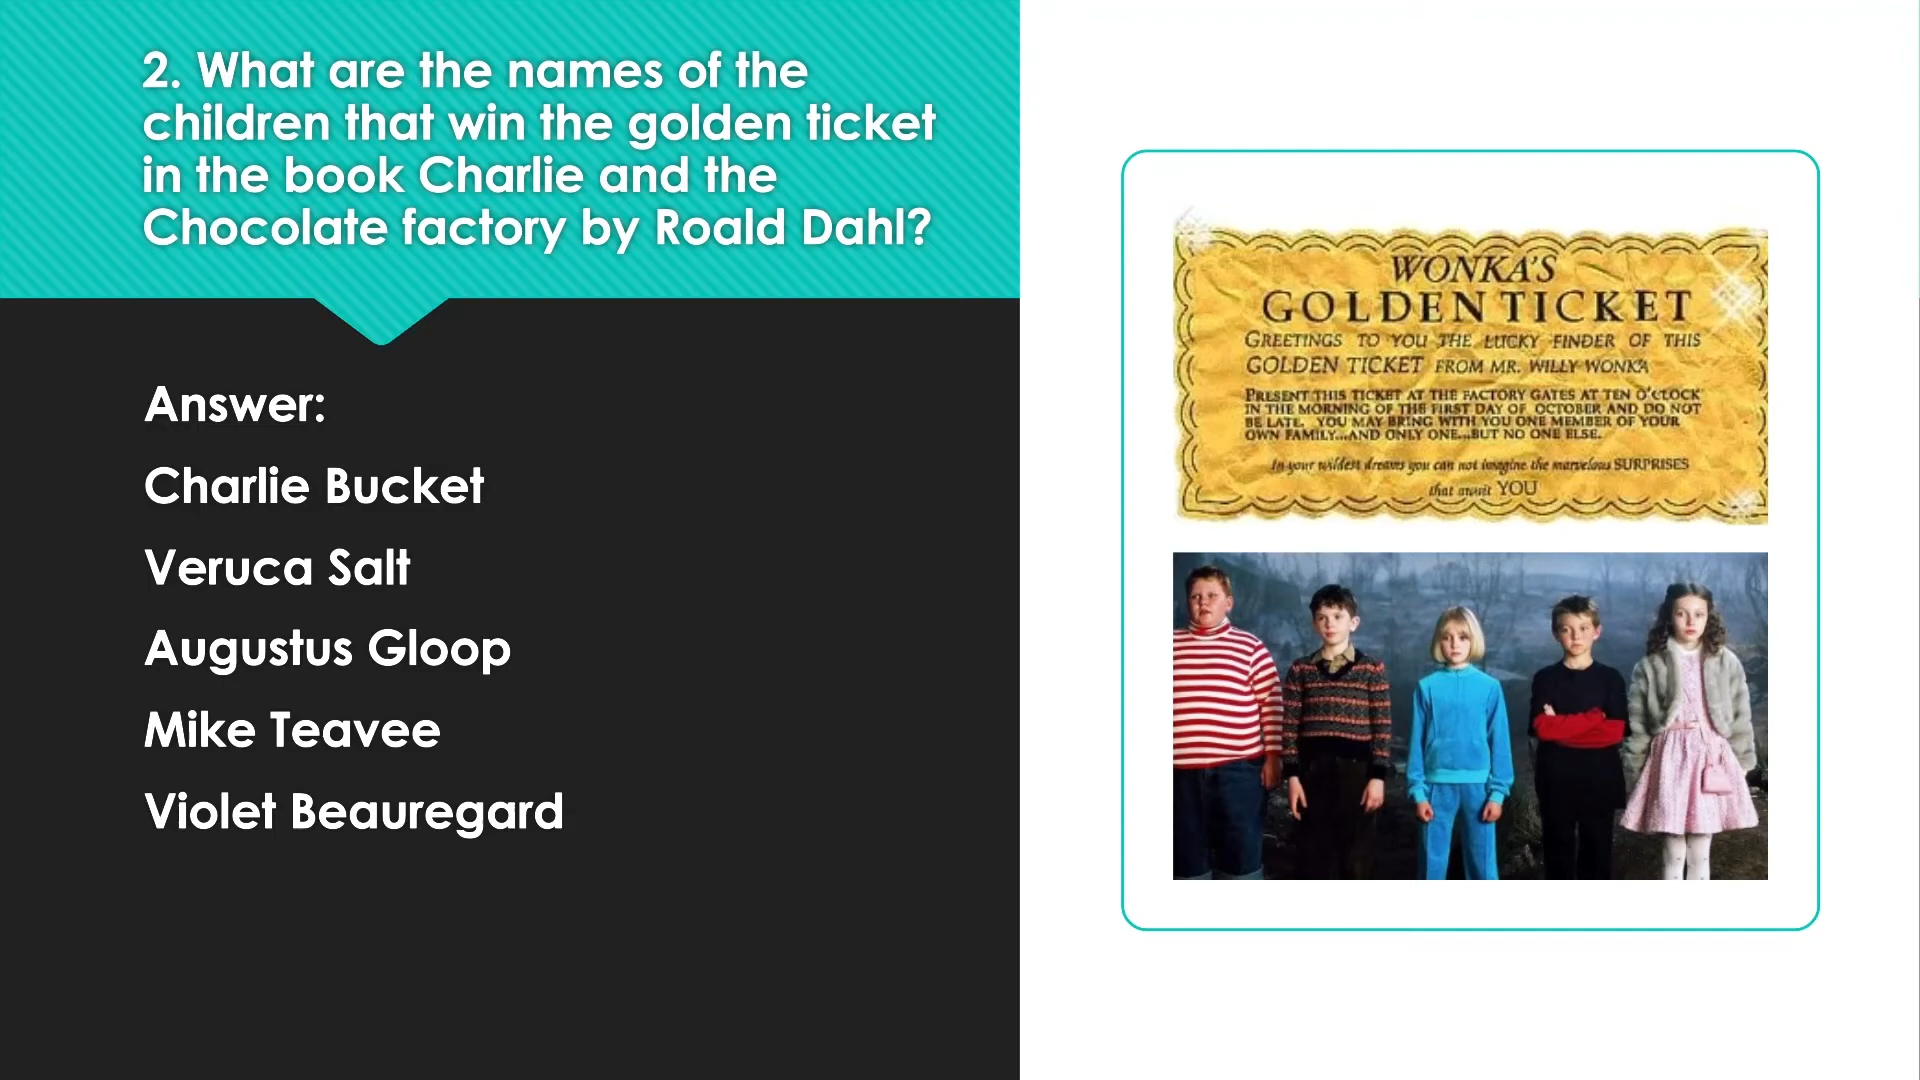 2. What are the names of the
children that win the golden ticket
in the book Charlie and the
Chocolate factory by Roald Dahl?
Answer:
Charlie Bucket
Veruca Salt
Augustus Gloop
Mike Teavee
Violet Beauregard
WONKA'S
GOLDEN TICKET
GREETINGS TO YOU THE LUCKY FINDER OF THIS
GOLDEN TICKET FROM MR. WILLY WONKA
PRESENT THIS TICKET AT THE FACTORY GATES AT TEN O'CLOCK
IN THE MORNING OF THE FIRST DAY OF OCTOBER AND DO NOT
BE LATE. YOU MAY BRING WITH YOU ONE MEMBER OF YOUR
OWN FAMILY...AND ONLY ONE...BUT NO ONE ELSE.
In your wildest dreams you can not imagine the marvelous SURPRISES
that await YOU